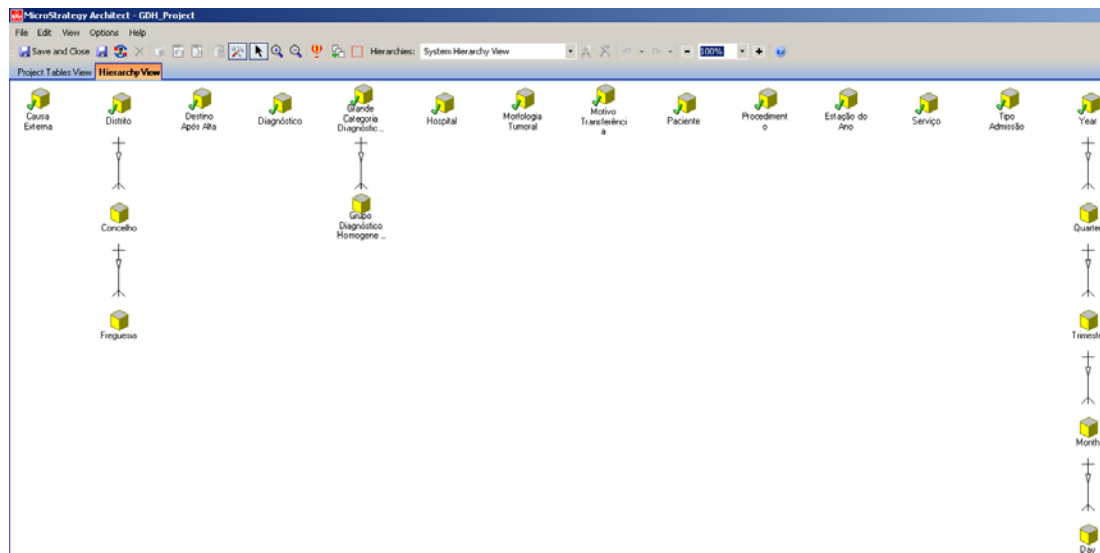 MicroStrategy Architect - GDH_Project
File Edit View Options Help
Save and Close Hierarchies: System Hierarchy View 100%
Project Tables View Hierarchy View
Causa
Externa
Distrito
Destino
Após Alta
Diagnóstico
Grande
Categoria
Diagnóstic...
Hospital
Morfologia
Tumoral
Motivo
Transferênci
a
Paciente
Procediment
o
Estação do
Ano
Serviço
Tipo
Admissão
Year
Concelho
Grupo
Diagnóstico
Homogene ...
Quarter
Freguesia
Trimestre
Month
Day